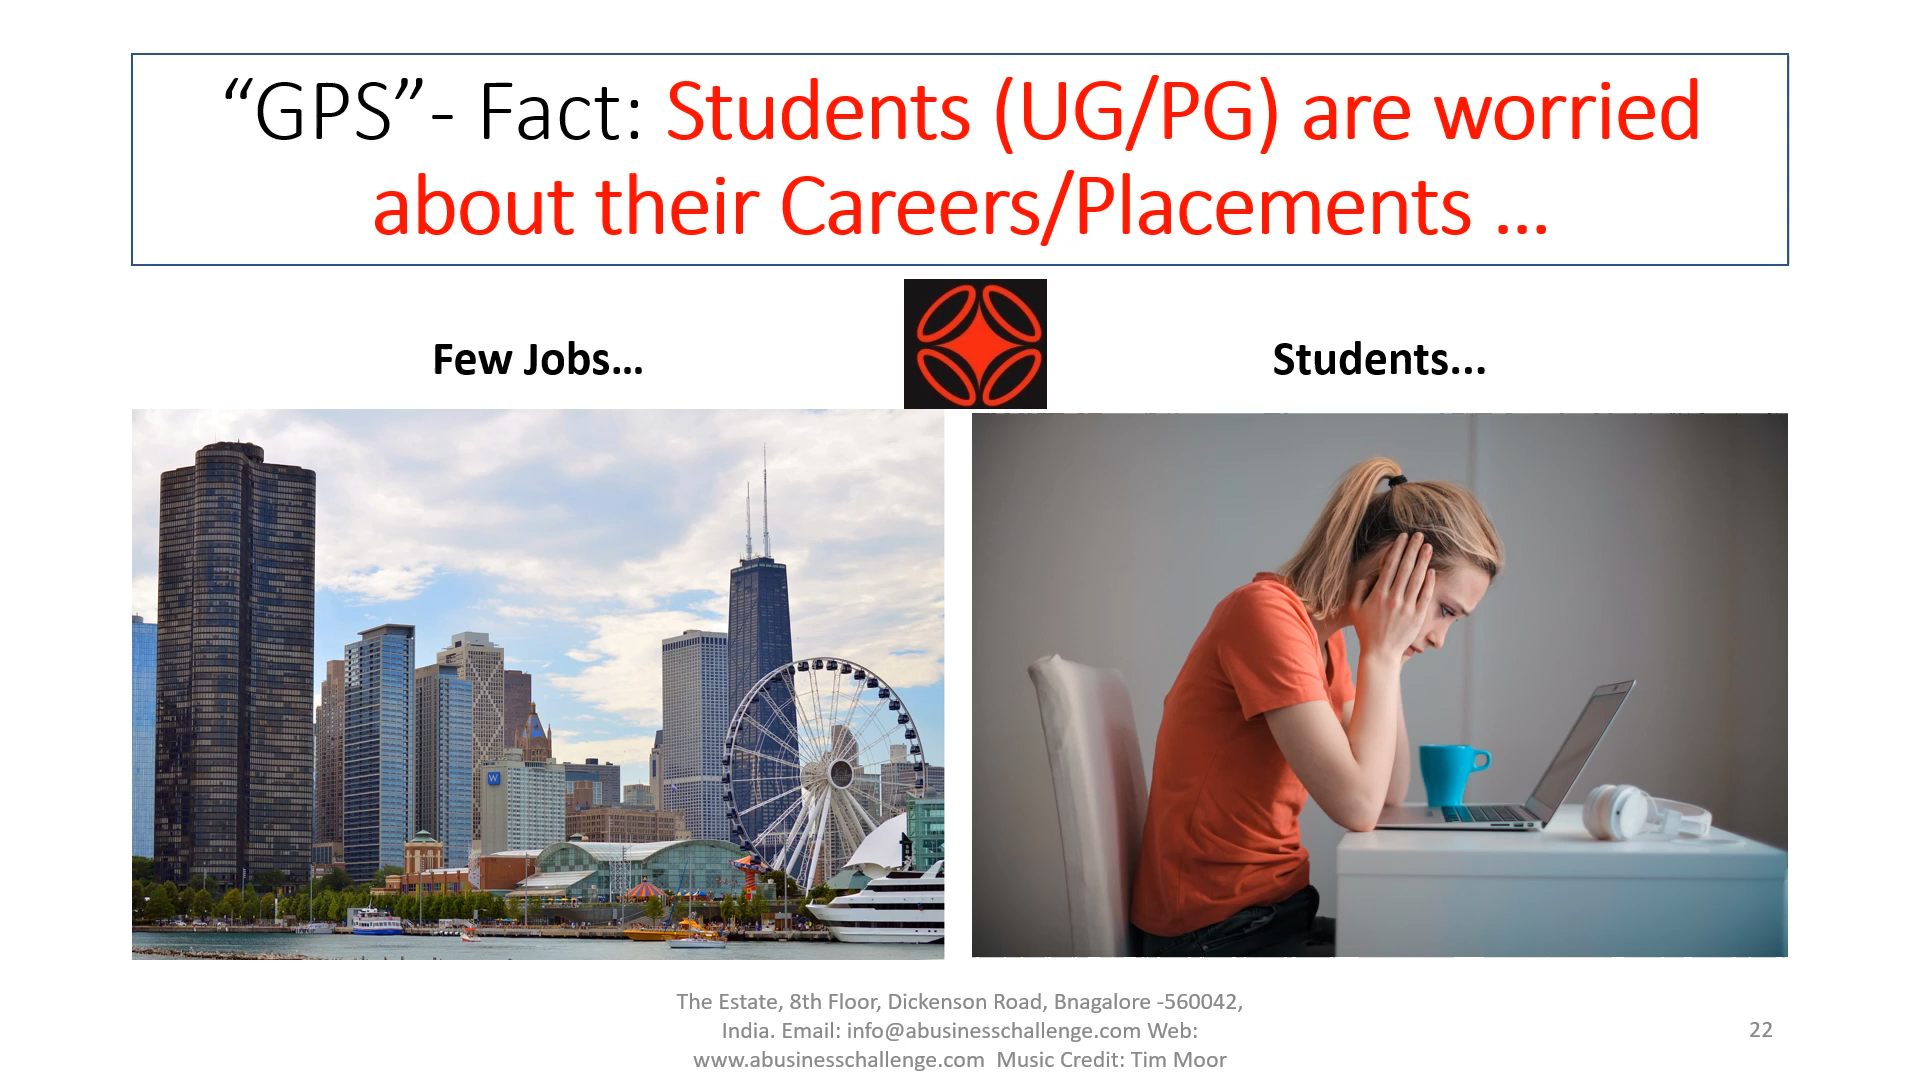 “GPS”- Fact: Students (UG/PG) are worried
about their Careers/Placements ...
Few Jobs...
Students...
W
The Estate, 8th Floor, Dickenson Road, Bnagalore -560042,
India. Email: info@abusinesschallenge.com Web:
www.abusinesschallenge.com Music Credit: Tim Moor
22